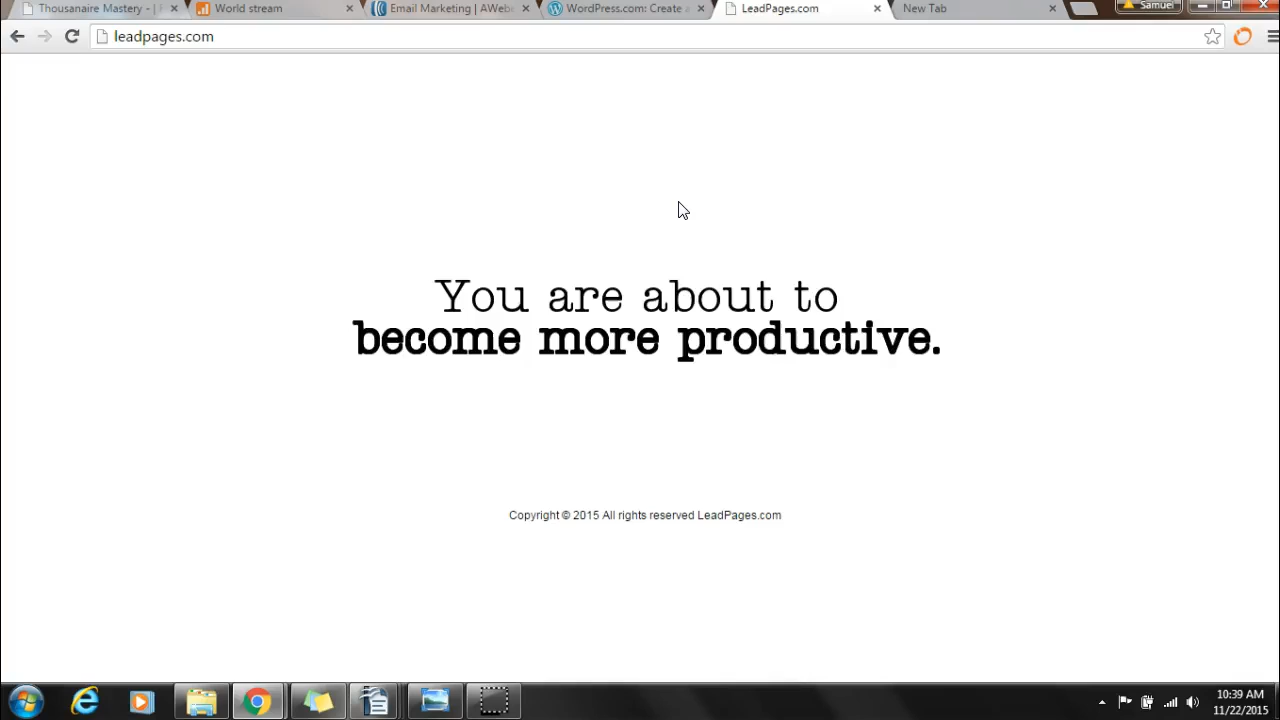 Thousanaire Mastery - |
World stream
Email Marketing | AWeb
WordPress.com: Create
LeadPages.com
New Tab
Samuel
leadpages.com
You are about to
become more productive.
Copyright © 2015 All rights reserved LeadPages.com
10:39 AM
11/22/2015